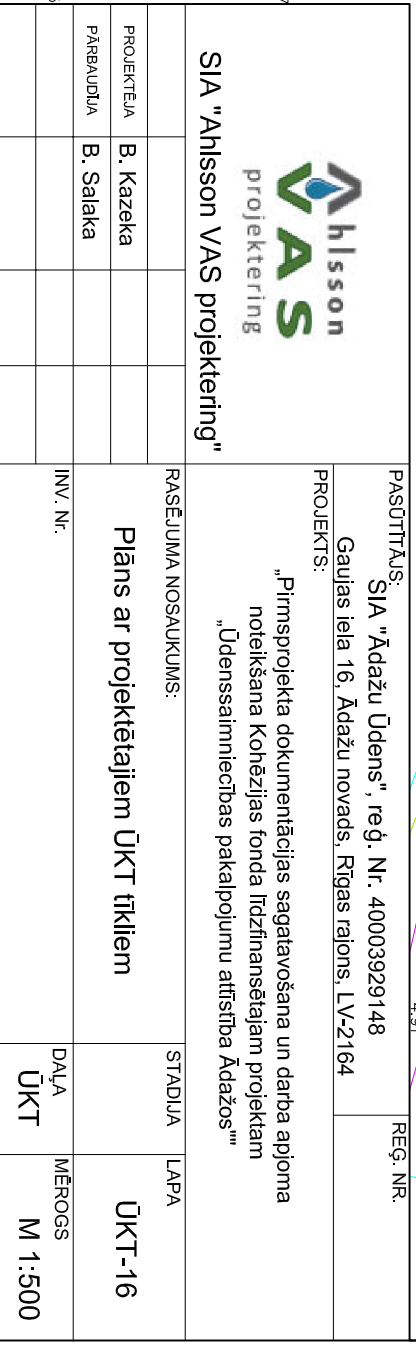 Ahlsson
VAS
projektering
SIA "Ahlsson VAS projektering"
PROJEKTĒJA B. Kazeka
PĀRBAUDĪJA B. Salaka
PASŪTĪTĀJS:
SIA "Ādažu Ūdens", reģ. Nr. 40003929148
Gaujas iela 16, Ādažu novads, Rīgas rajons, LV-2164
REĢ. NR.
PROJEKTS:
„Pirmsprojekta dokumentācijas sagatavošana un darba apjoma
noteikšana Kohēzijas fonda līdzfinansētajam projektam
„Ūdenssaimniecības pakalpojumu attīstība Ādažos""
RASĒJUMA NOSAUKUMS:
Plāns ar projektētajiem ŪKT tīkliem
STADIJA
LAPA
ŪKT-16
INV. Nr.
DAĻA
ŪKT
MĒROGS
M 1:500